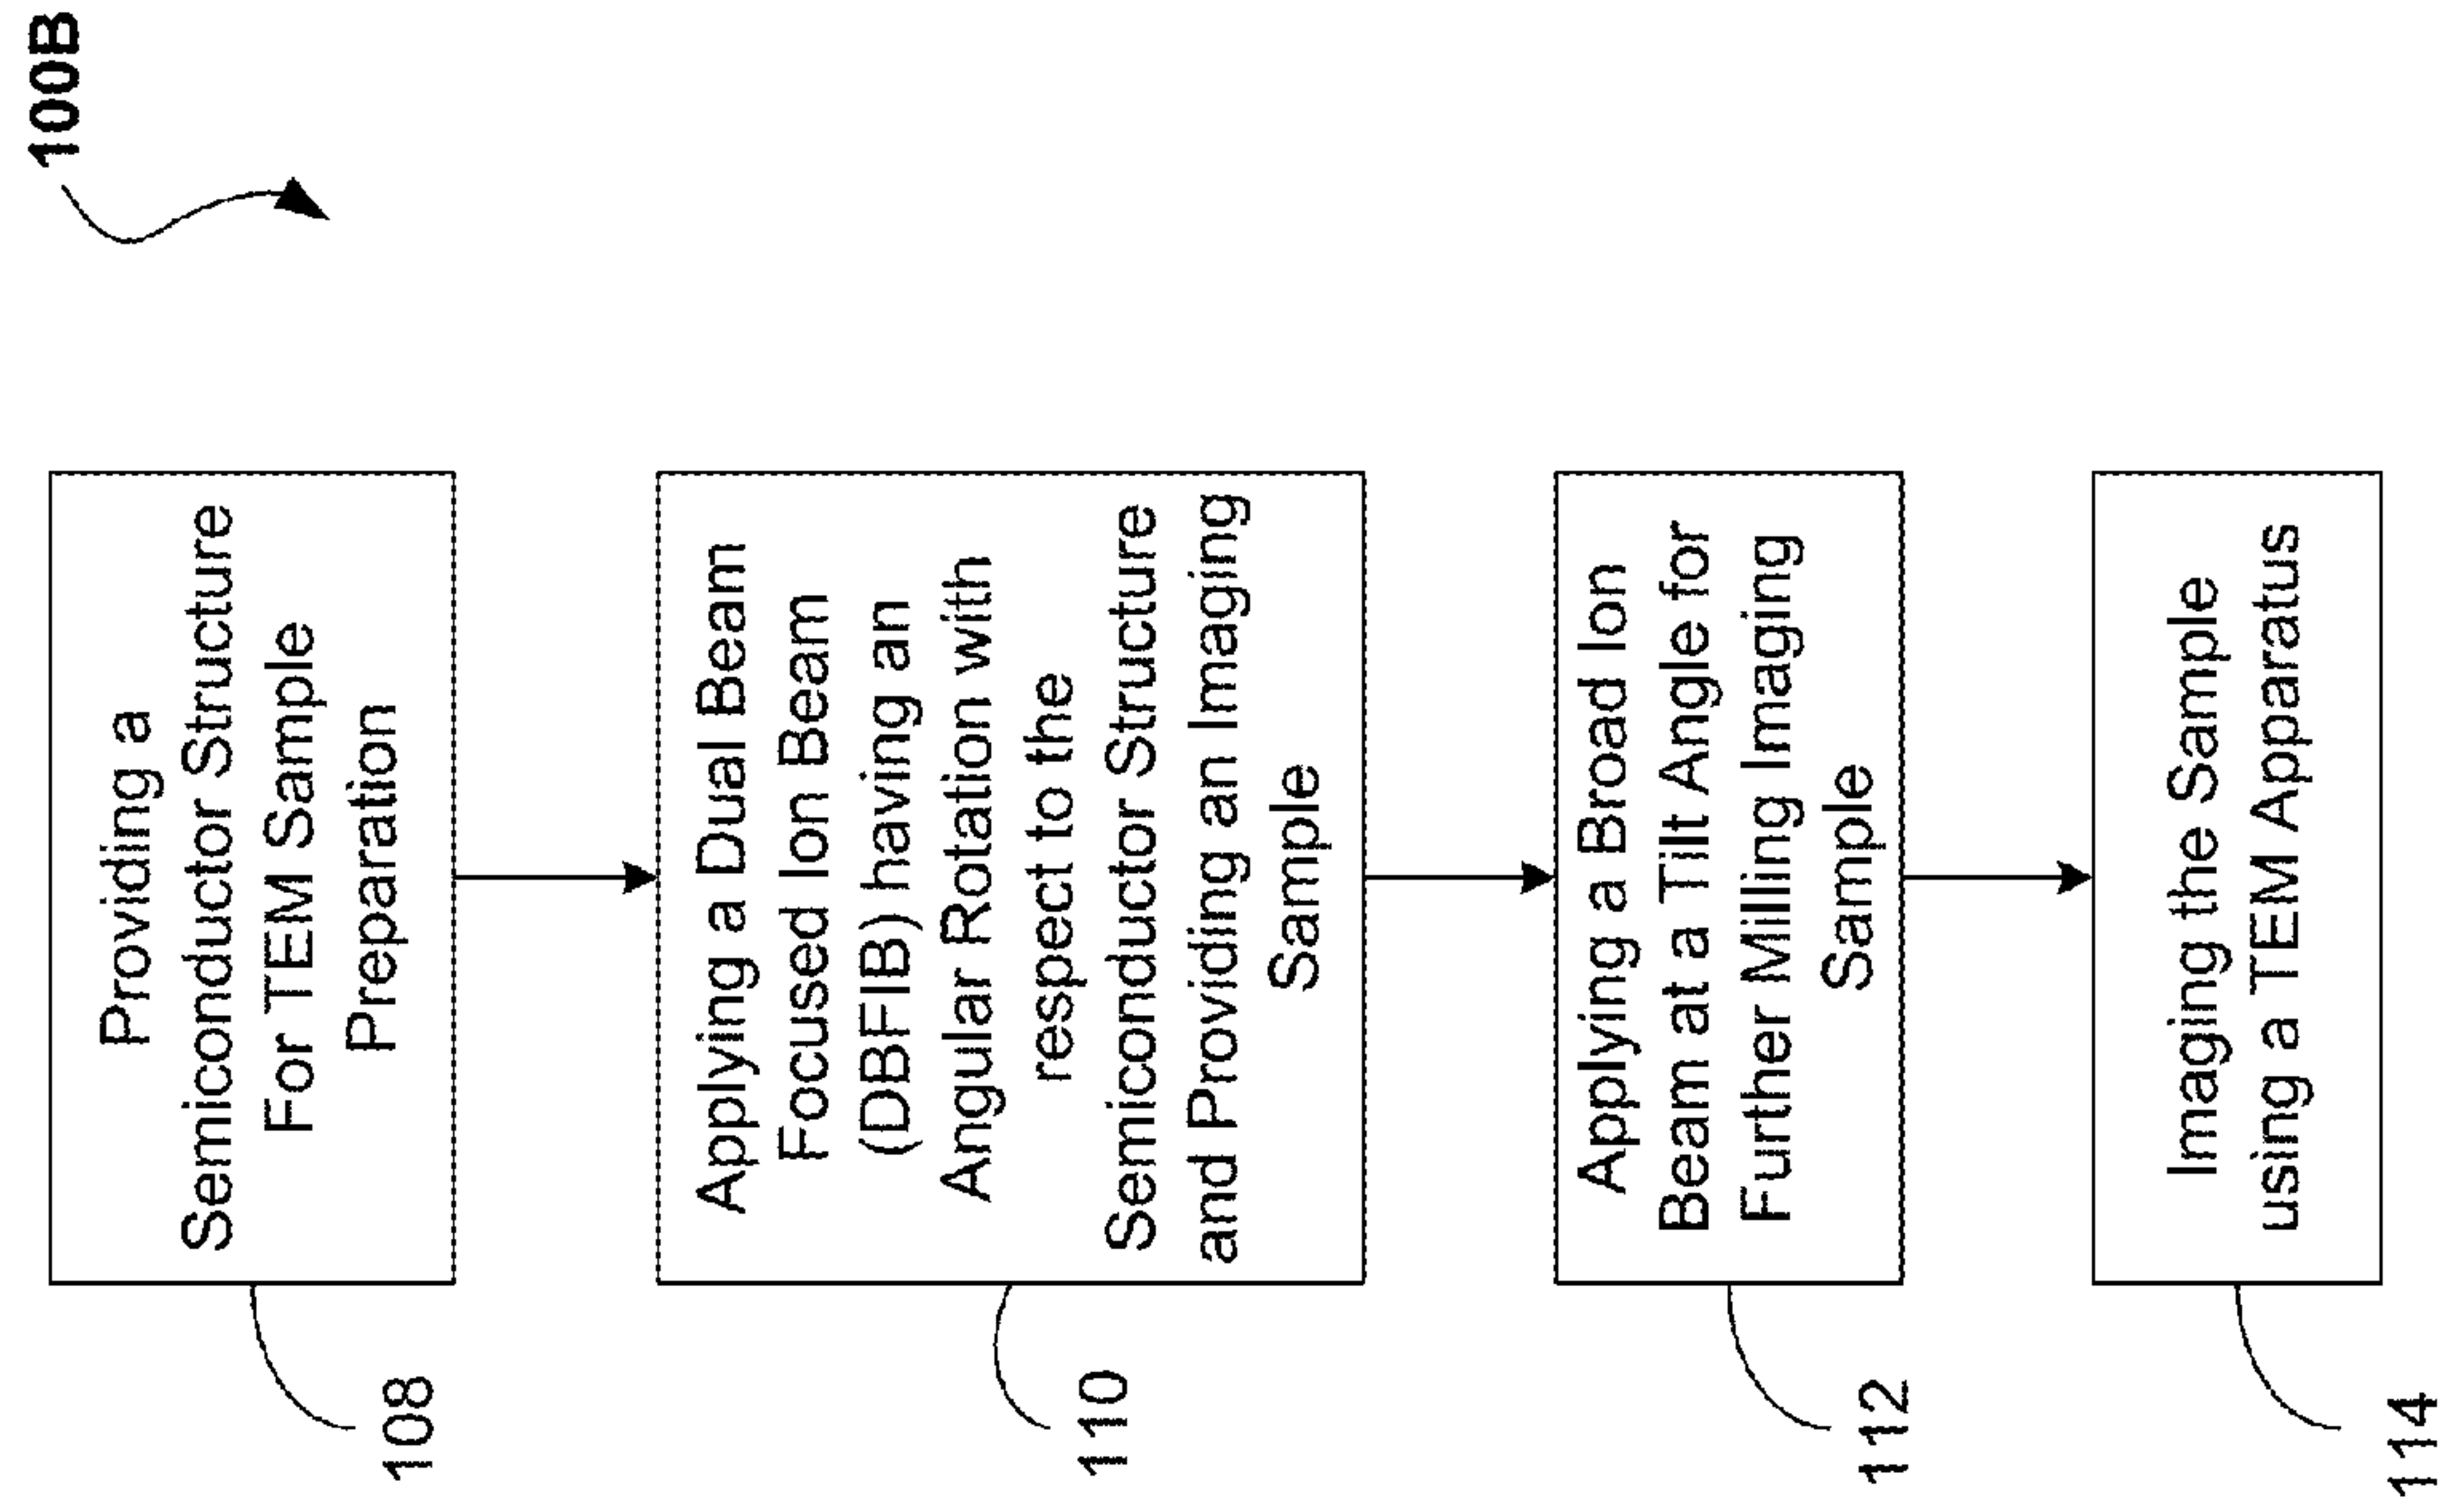 100B
Providing a
Semiconductor Structure
For TEM Sample
Preparation
108
Applying a Dual Beam
Focused Ion Beam
(DBFIB) having an
Angular Rotation with
respect to the
Semiconductor Structure
and Providing an Imaging
Sample
110
Applying a Broad Ion
Beam at a Tilt Angle for
Further Milling Imaging
Sample
112
Imaging the Sample
using a TEM Apparatus
114